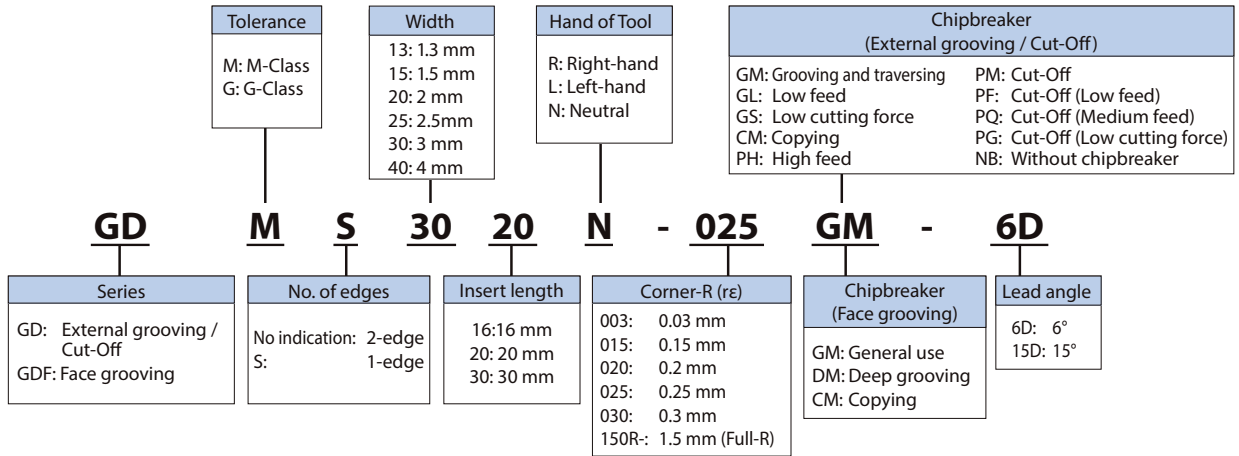 Tolerance
M: M-Class
G: G-Class
Width
13: 1.3 mm
15: 1.5 mm
20: 2 mm
25: 2.5mm
30: 3 mm
40: 4 mm
Hand of Tool
R: Right-hand
L: Left-hand
N: Neutral
Chipbreaker
(External grooving / Cut-Off)
GM: Grooving and traversing
GL: Low feed
GS: Low cutting force
CM: Copying
PH: High feed
PM: Cut-Off
PF: Cut-Off (Low feed)
PQ: Cut-Off (Medium feed)
PG: Cut-Off (Low cutting force)
NB: Without chipbreaker
GD M S 30 20 N - 025 GM - 6D
Series
GD: External grooving /
Cut-Off
GDF: Face grooving
No. of edges
No indication: 2-edge
S: 1-edge
Insert length
16:16 mm
20: 20 mm
30: 30 mm
Corner-R (rε)
003: 0.03 mm
015: 0.15 mm
020: 0.2 mm
025: 0.25 mm
030: 0.3 mm
150R-: 1.5 mm (Full-R)
Chipbreaker
(Face grooving)
GM: General use
DM: Deep grooving
CM: Copying
Lead angle
6D: 6°
15D: 15°